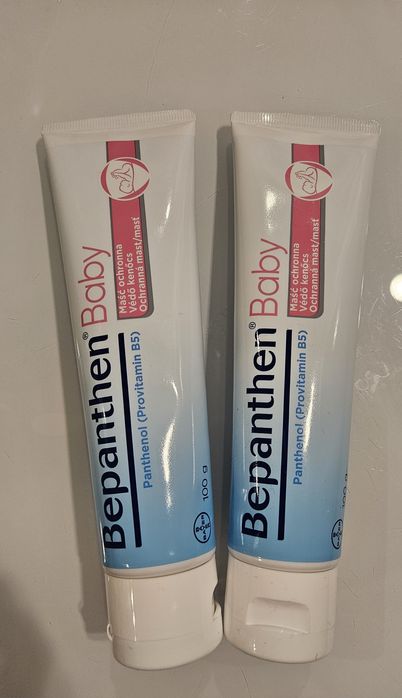 Bepanthen® Baby
Maść ochronna
Védő kenőcs
Ochranná mast/masť
Panthenol (Provitamin B5)
100 g
BAYER
Bepanthen® Baby
Maść ochronna
Védő kenőcs
Ochranná mast/masť
Panthenol (Provitamin B5)
100 g
BAYER